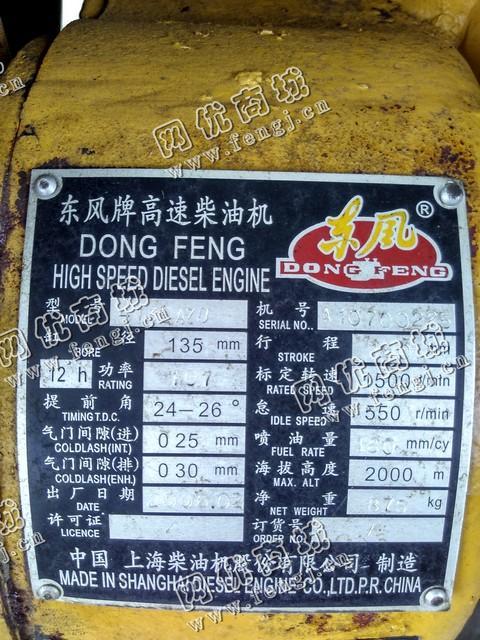 网优商城
www.fengj.cn
东风牌高速柴油机
DONG FENG
HIGH SPEED DIESEL ENGINE
东风 ®
DONG FENG
型号
MODEL
机号
SERIAL NO..
缸径 135 mm
BORE
行程
STROKE
12 h 功率
RATING
标定转速 1500 r/min
RATED SPEED
提前角 24-26°
TIMING T.D.C.
怠速 550 r/min
IDLE SPEED
气门间隙(进) 0 25 mm
COLDLASH(INT)
喷油量 mm/cy
FUEL RATE
气门间隙(排) 0 30 mm
COLDLASH(ENH.)
海拔高度 2000 m
MAX. ALT
出厂日期
DATE
净重 875 kg
NET WEIGHT
许可证
LICENCE
订货号
ORDER NO..
中国 上海柴油机股份有限公司 制造
MADE IN SHANGHAI DIESEL ENGINE CO.,LTD.P.R.CHINA